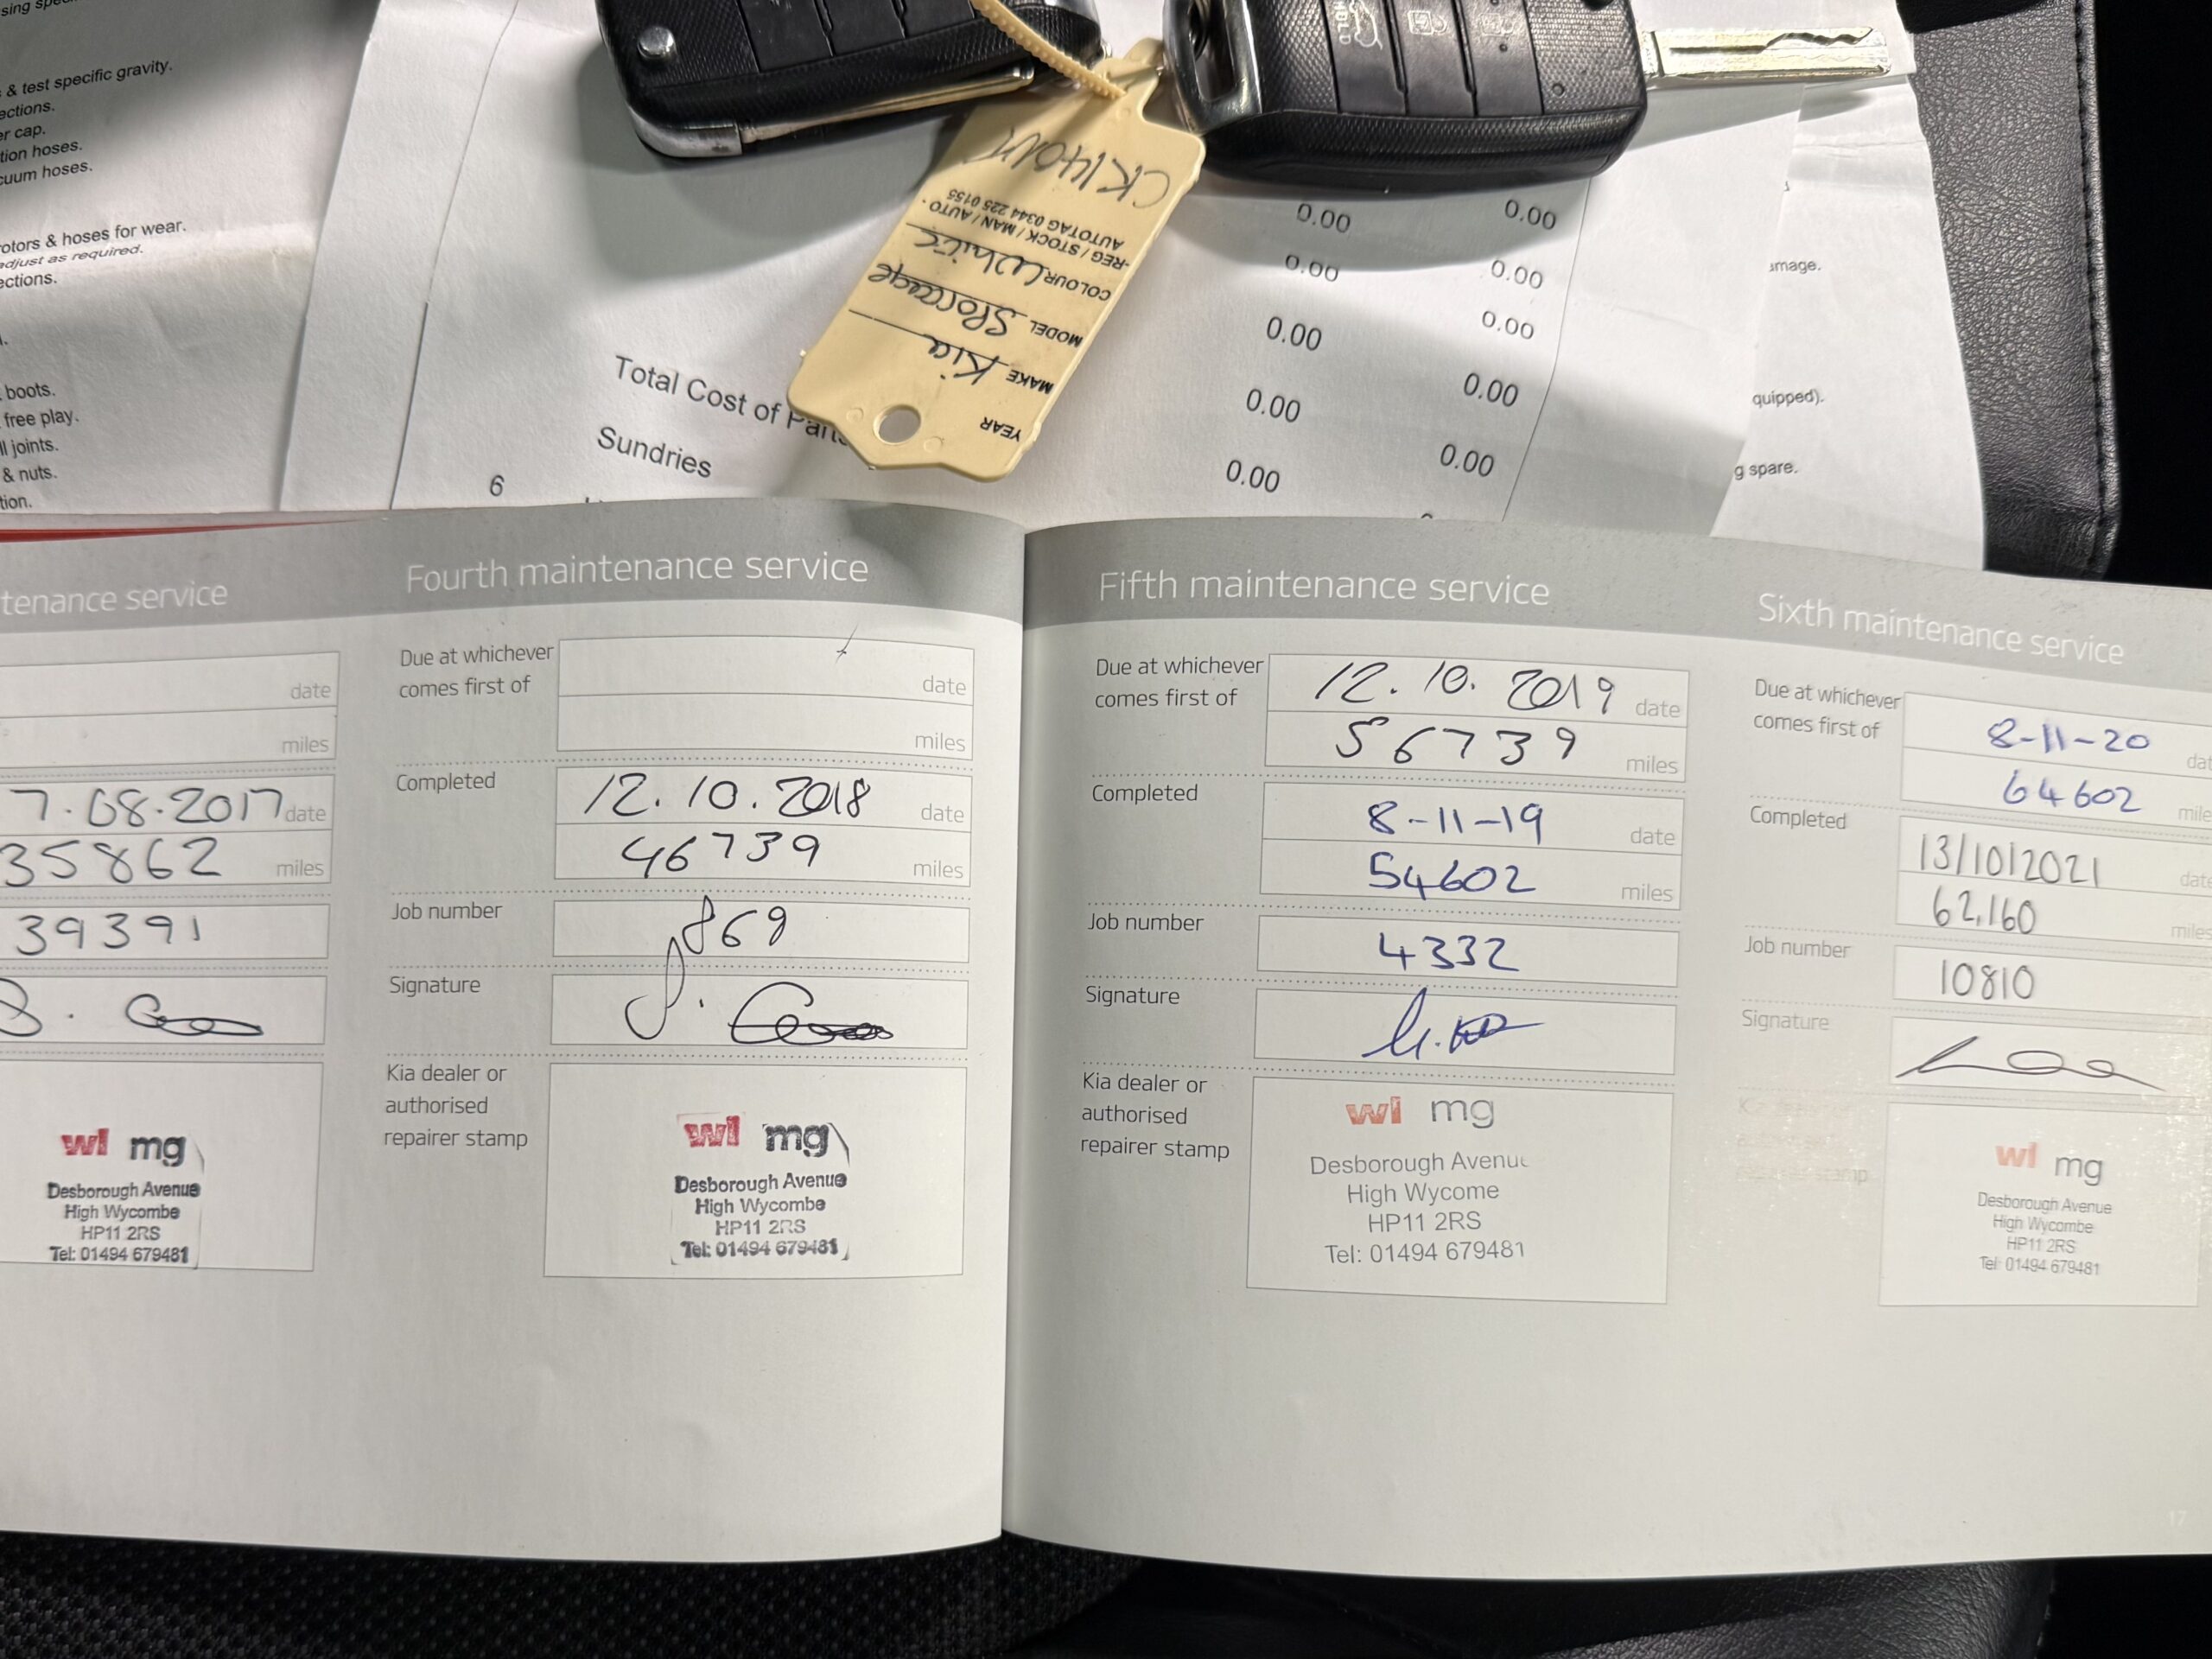 & test specific gravity.
er cap.
hoses.
cuum hoses.
otors & hoses for wear.
adjust as required.
boots.
free play.
joints.
& nuts.
HOLD
YEAR
MAKE Kia
MODEL Sportage
COLOUR White
-REG / STOCK / MAN / AUTO -
AUTOTAG 0344 225 0155
0.00 0.00
0.00 0.00
0.00 0.00
0.00 0.00
0.00 0.00
Total Cost of Parts
Sundries
6
quipped).
g spare.
tenance service
date
miles
7.08.2017 date
35862 miles
39391
wl mg
Desborough Avenue
High Wycombe
HP11 2RS
Tel: 01494 679481
Fourth maintenance service
Due at whichever
comes first of
date
miles
Completed
12.10.2018 date
46739 miles
Job number
869
Signature
Kia dealer or
authorised
repairer stamp
wl mg
Desborough Avenue
High Wycombe
HP11 2RS
Tel: 01494 679481
Fifth maintenance service
Due at whichever
comes first of
12.10.2019 date
56739 miles
Completed
8-11-19 date
54602 miles
Job number
4332
Signature
Kia dealer or
authorised
repairer stamp
wl mg
Desborough Avenue
High Wycome
HP11 2RS
Tel: 01494 679481
Sixth maintenance service
Due at whichever
comes first of
8-11-20 dat
64602 mile
Completed
13/10/2021 date
62,160 miles
Job number
10810
Signature
wl mg
Desborough Avenue
High Wycombe
HP11 2RS
Tel: 01494 679481
17